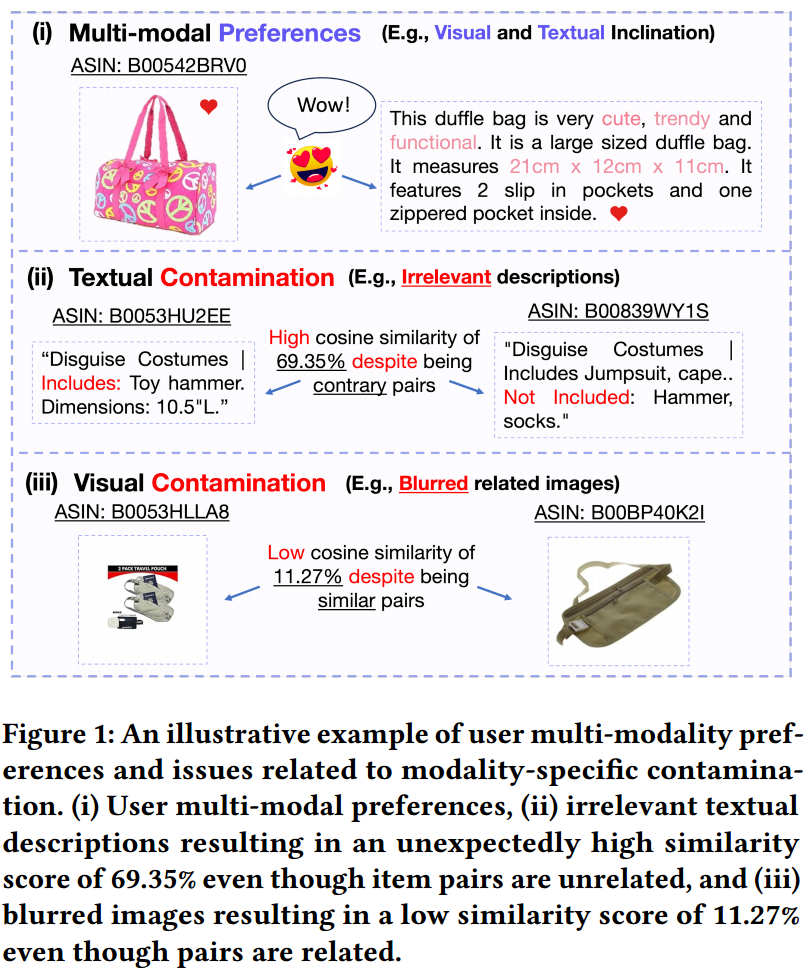 (i) Multi-modal Preferences (E.g., Visual and Textual Inclination)
ASIN: B00542BRV0
Wow!
This duffle bag is very cute, trendy and
functional. It is a large sized duffle bag.
It measures 21cm x 12cm x 11cm. It
features 2 slip in pockets and one
zippered pocket inside.
(ii) Textual Contamination (E.g., Irrelevant descriptions)
ASIN: B0053HU2EE
“Disguise Costumes |
Includes: Toy hammer.
Dimensions: 10.5"L.”
High cosine similarity of
69.35% despite being
contrary pairs
ASIN: B00839WY1S
"Disguise Costumes |
Includes Jumpsuit, cape..
Not Included: Hammer,
socks."
(iii) Visual Contamination (E.g., Blurred related images)
ASIN: B0053HLLA8
2 PACK TRAVEL POUCH
Low cosine similarity of
11.27% despite being
similar pairs
ASIN: B00BP40K2I
Figure 1: An illustrative example of user multi-modality pref-
erences and issues related to modality-specific contamina-
tion. (i) User multi-modal preferences, (ii) irrelevant textual
descriptions resulting in an unexpectedly high similarity
score of 69.35% even though item pairs are unrelated, and (iii)
blurred images resulting in a low similarity score of 11.27%
even though pairs are related.